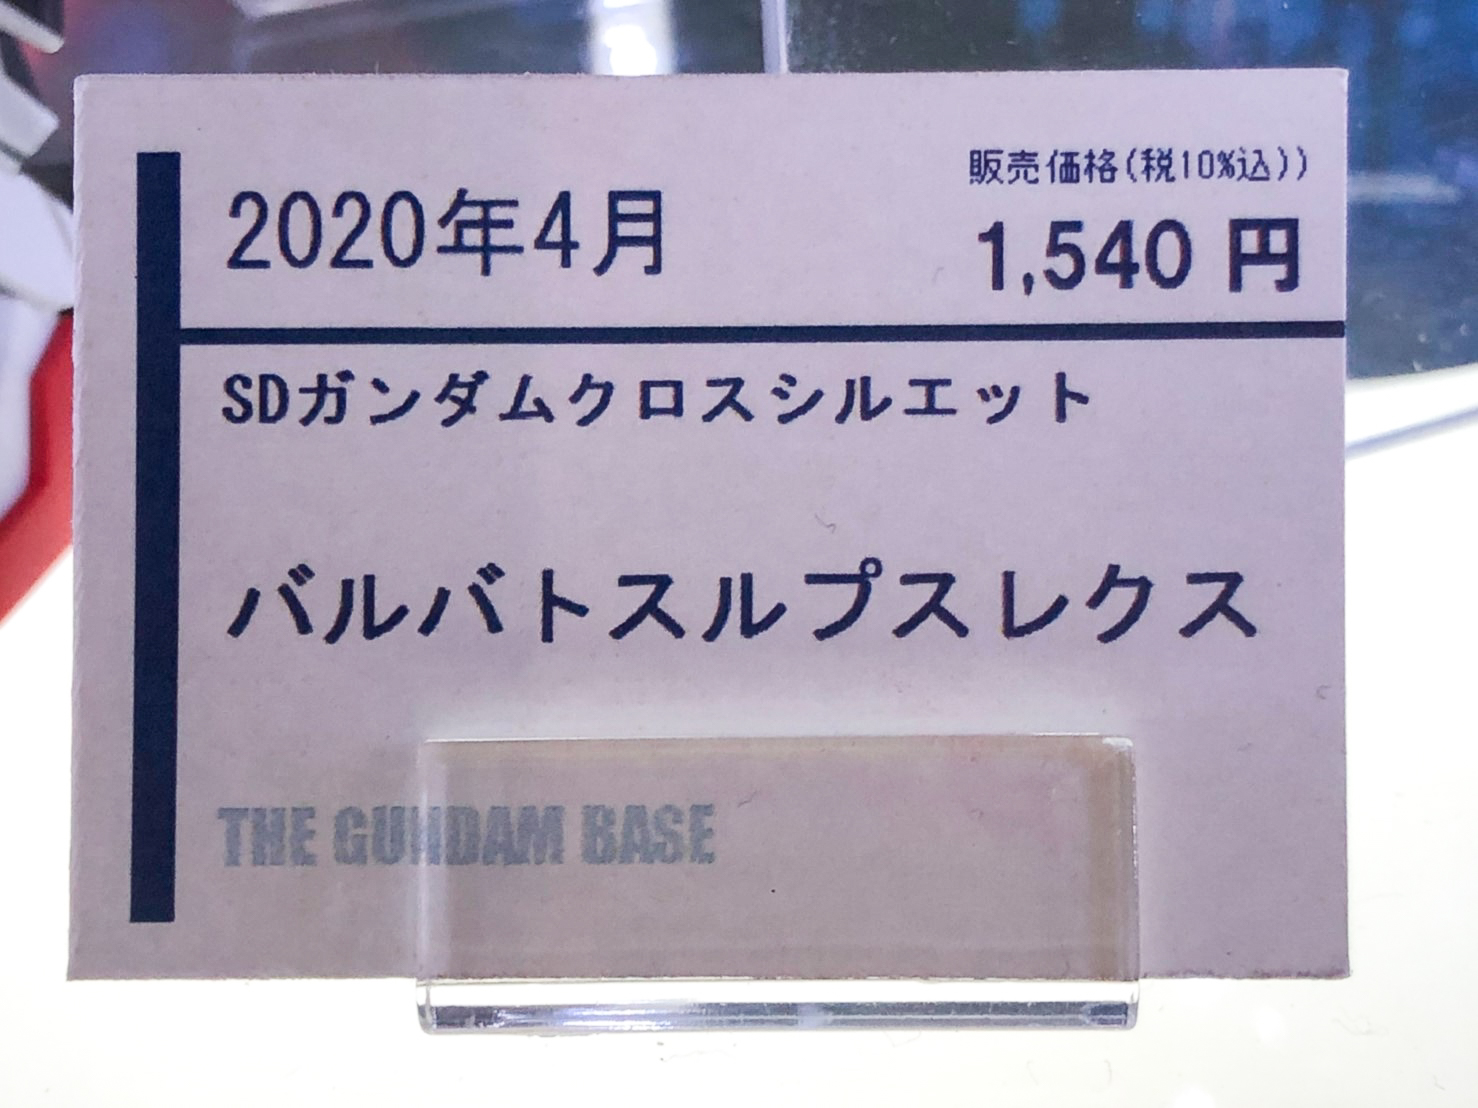 2020年4月
販売価格(税10%込))
1,540 円
SDガンダムクロスシルエット
バルバトスルプスレクス
THE GUNDAM BASE